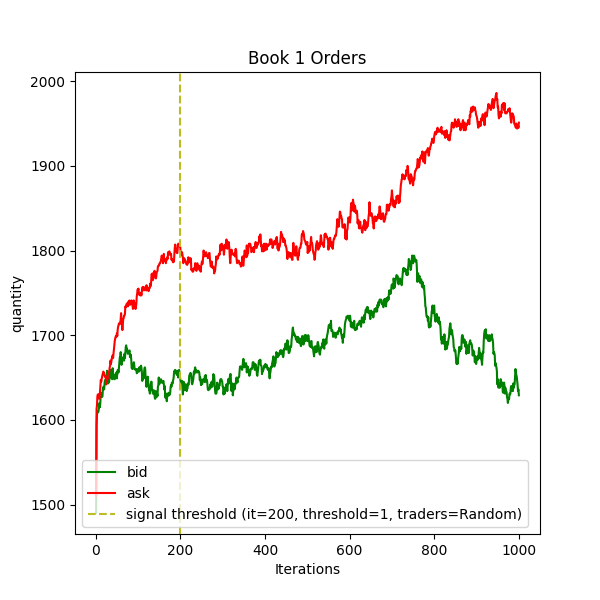 Book 1 Orders
2000
1900
1800
1700
1600
1500
quantity
bid
ask
signal threshold (it=200, threshold=1, traders=Random)
0 200 400 600 800 1000
Iterations